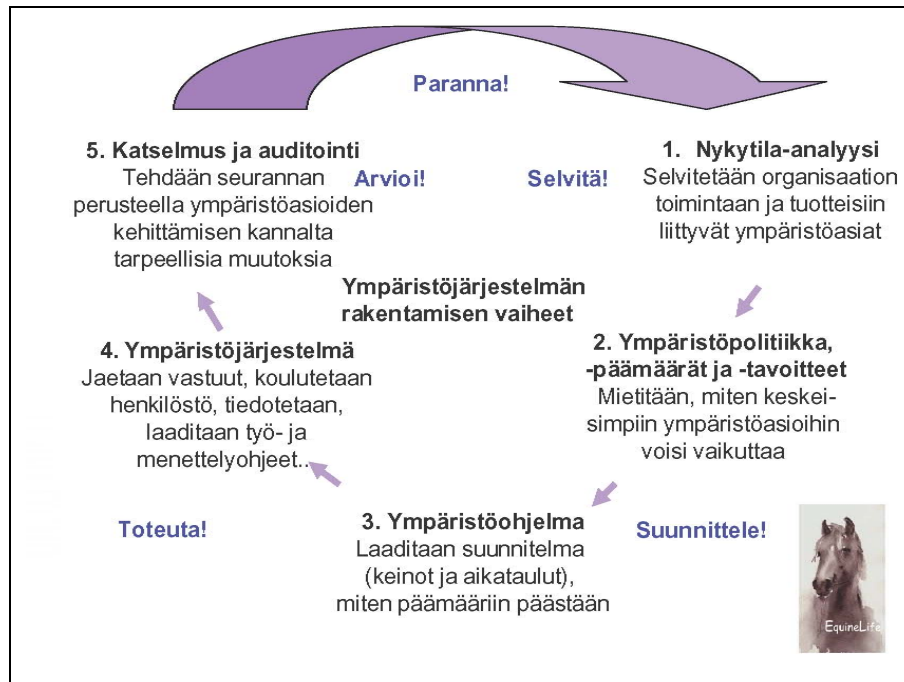 Paranna!
5. Katselmus ja auditointi
Tehdään seurannan
perusteella ympäristöasioiden
kehittämisen kannalta
tarpeellisia muutoksia
Arvioi!
Selvitä!
1. Nykytila-analyysi
Selvitetään organisaation
toimintaan ja tuotteisiin
liittyvät ympäristöasiat
Ympäristöjärjestelmän
rakentamisen vaiheet
4. Ympäristöjärjestelmä
Jaetaan vastuut, koulutetaan
henkilöstö, tiedotetaan,
laaditaan työ- ja
menettelyohjeet..
2. Ympäristöpolitiikka,
-päämäärät ja -tavoitteet
Mietitään, miten keskei-
simpiin ympäristöasioihin
voisi vaikuttaa
Toteuta!
3. Ympäristöohjelma
Laaditaan suunnitelma
(keinot ja aikataulut),
miten päämääriin päästään
Suunnittele!
EquineLife